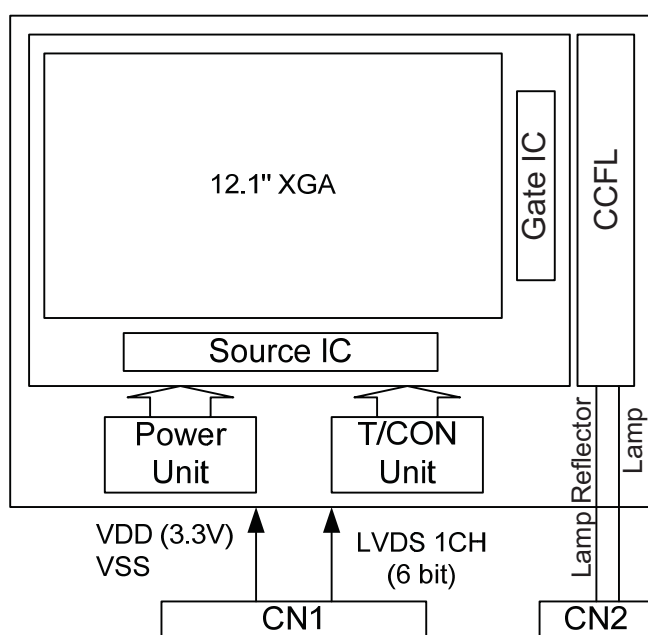 12.1" XGA
Gate IC
CCFL
Source IC
Power
Unit
T/CON
Unit
Lamp Reflector
Lamp
VDD (3.3V)
VSS
LVDS 1CH
(6 bit)
CN1
CN2